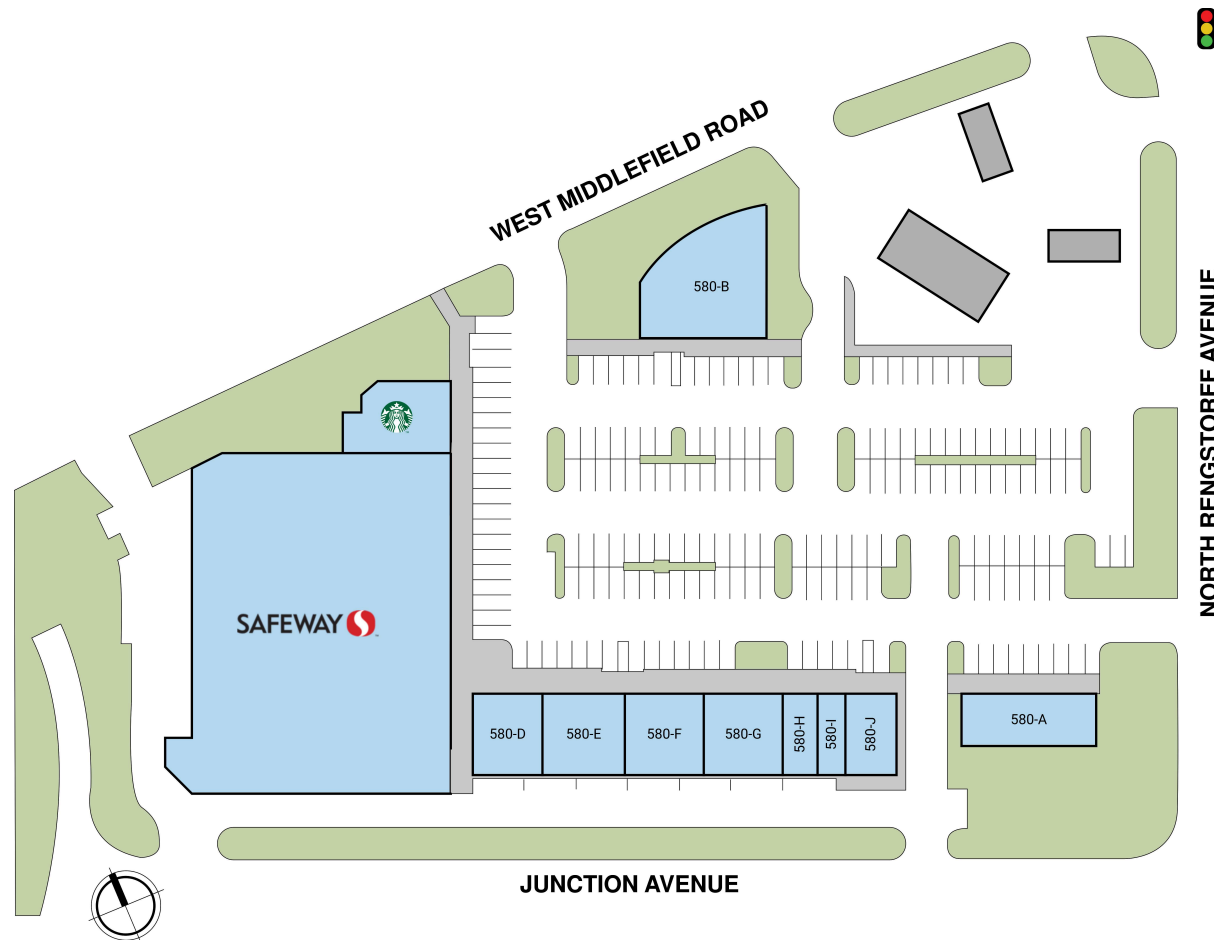 WEST MIDDLEFIELD ROAD
580-B
NORTH RENGSTORFF AVENUE
SAFEWAY
580-D
580-E
580-F
580-G
580-H
580-I
580-J
580-A
JUNCTION AVENUE